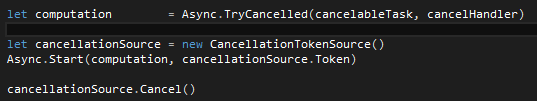 let computation        = Async.TryCancelled(cancelableTask, cancelHandler)
let cancellationSource = new CancellationTokenSource()
Async.Start(computation, cancellationSource.Token)
cancellationSource.Cancel()